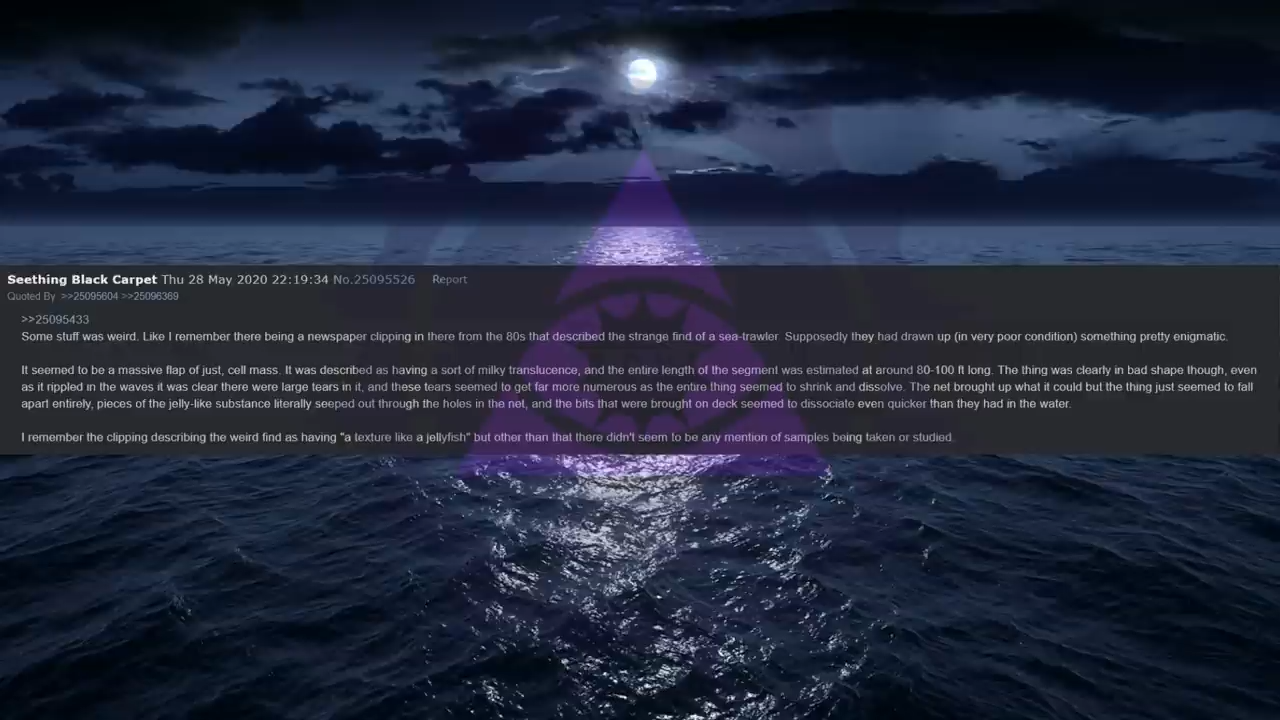 Seething Black Carpet Thu 28 May 2020 22:19:34 No.25095526 Report
Quoted By >>25095604 >>25096369
>>25095433
Some stuff was weird. Like I remember there being a newspaper clipping in there from the 80s that described the strange find of a sea-trawler. Supposedly they had drawn up (in very poor condition) something pretty enigmatic.
It seemed to be a massive flap of just, cell mass. It was described as having a sort of milky translucence, and the entire length of the segment was estimated at around 80-100 ft long. The thing was clearly in bad shape though, even
as it rippled in the waves it was clear there were large tears in it, and these tears seemed to get far more numerous as the entire thing seemed to shrink and dissolve. The net brought up what it could but the thing just seemed to fall
apart entirely, pieces of the jelly-like substance literally seeped out through the holes in the net, and the bits that were brought on deck seemed to dissociate even quicker than they had in the water.
I remember the clipping describing the weird find as having "a texture like a jellyfish" but other than that there didn't seem to be any mention of samples being taken or studied.